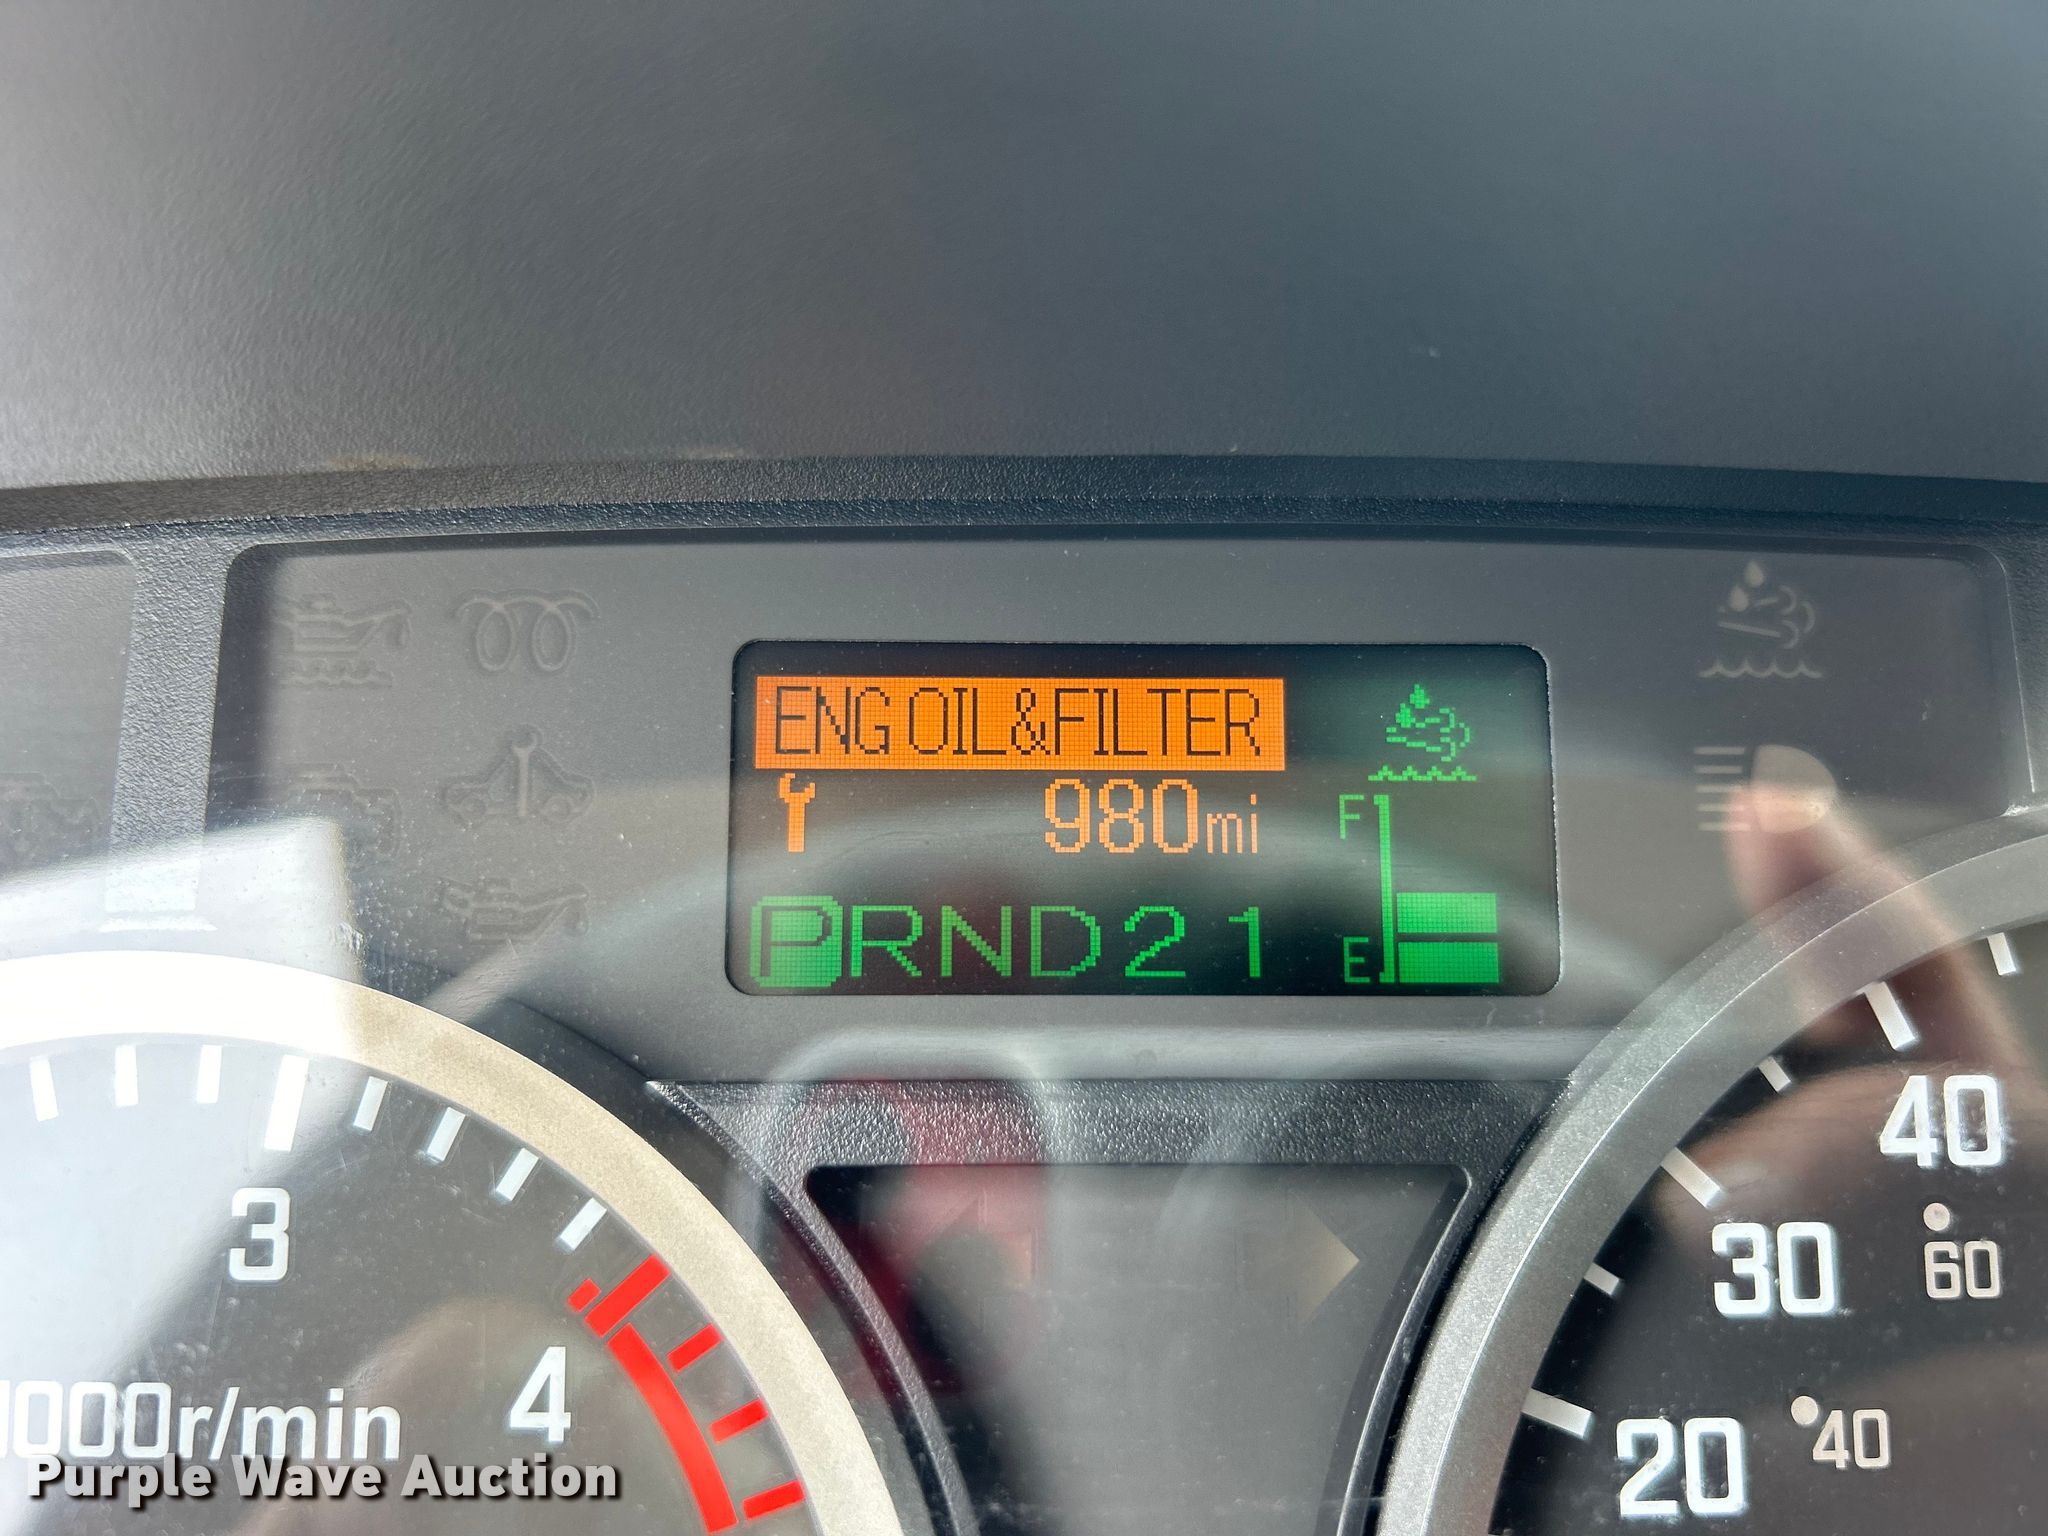 ENG OIL&FILTER
980mi
F
PRND21
E
40
3
30
60
4
1000r/min
20
40
Purple Wave Auction